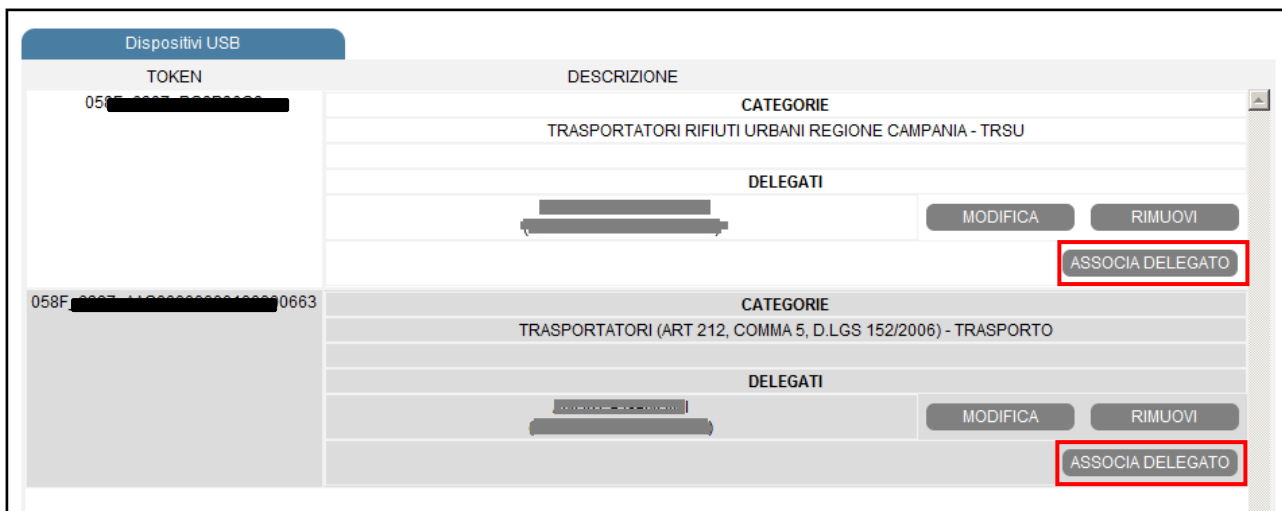 Dispositivi USB
TOKEN DESCRIZIONE
CATEGORIE
TRASPORTATORI RIFIUTI URBANI REGIONE CAMPANIA - TRSU
DELEGATI
MODIFICA RIMUOVI
ASSOCIA DELEGATO
CATEGORIE
TRASPORTATORI (ART 212, COMMA 5, D.LGS 152/2006) - TRASPORTO
DELEGATI
MODIFICA RIMUOVI
ASSOCIA DELEGATO